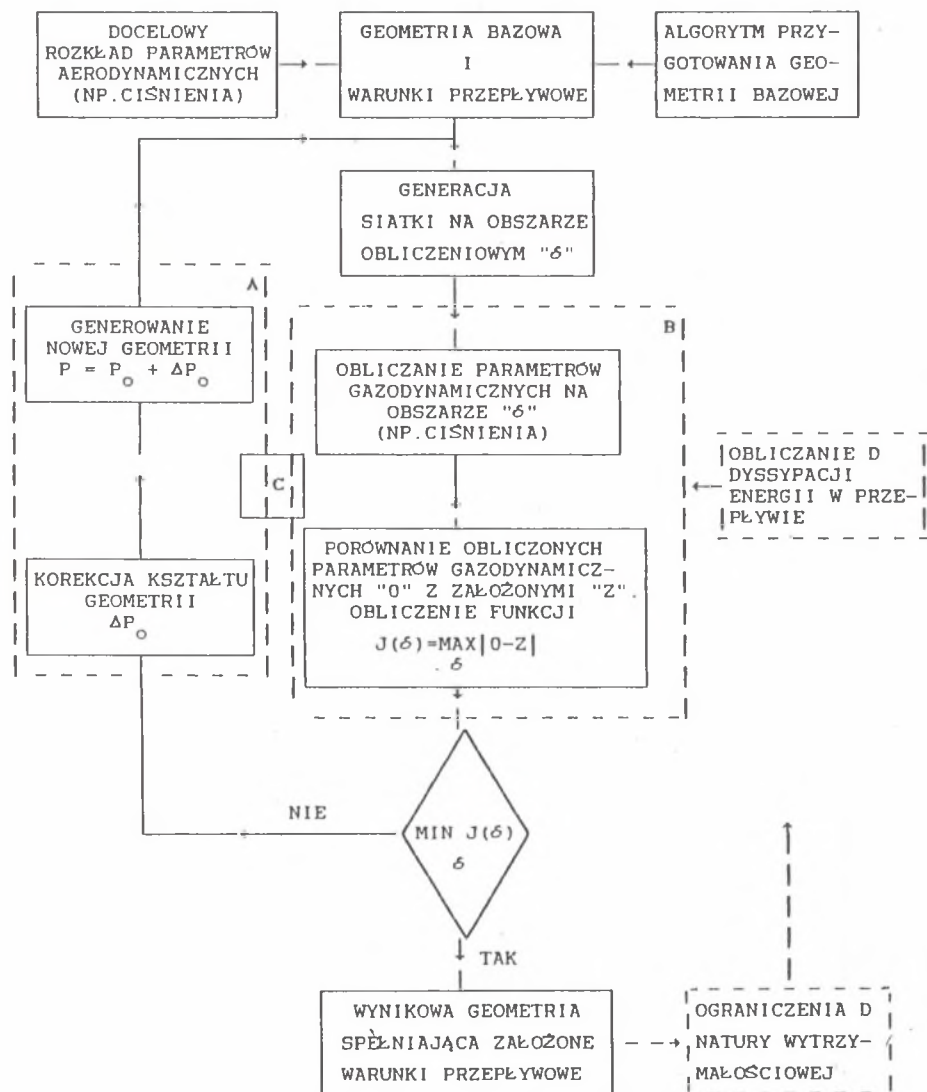 DOCELOWY
ROZKŁAD PARAMETRÓW
AERODYNAMICZNYCH
(NP.CIŚNIENIA)
GEOMETRIA BAZOWA
I
WARUNKI PRZEPŁYWOWE
ALGORYTM PRZY-
GOTOWANIA GEO-
METRII BAZOWEJ
GENERACJA
SIATKI NA OBSZARZE
OBLICZENIOWYM "δ"
A
GENEROWANIE
NOWEJ GEOMETRII
P = P₀ + ΔP₀
KOREKCJA KSZTAŁTU
GEOMETRII
ΔP₀
C
B
OBLICZANIE PARAMETRÓW
GAZODYNAMICZNYCH NA
OBSZARZE "δ"
(NP.CIŚNIENIA)
PORÓWNANIE OBLICZONYCH
PARAMETRÓW GAZODYNAMICZ-
NYCH "O" Z ZAŁOŻONYMI "Z".
OBLICZENIE FUNKCJI
J(δ)=MAX|O-Z|
δ
OBLICZANIE D
DYSSYPACJI
ENERGII W PRZE-
PŁYWIE
NIE
MIN J(δ)
δ
TAK
WYNIKOWA GEOMETRIA
SPEŁNIAJĄCA ZAŁOŻONE
WARUNKI PRZEPŁYWOWE
OGRANICZENIA D
NATURY WYTRZY-
MAŁOŚCIOWEJ